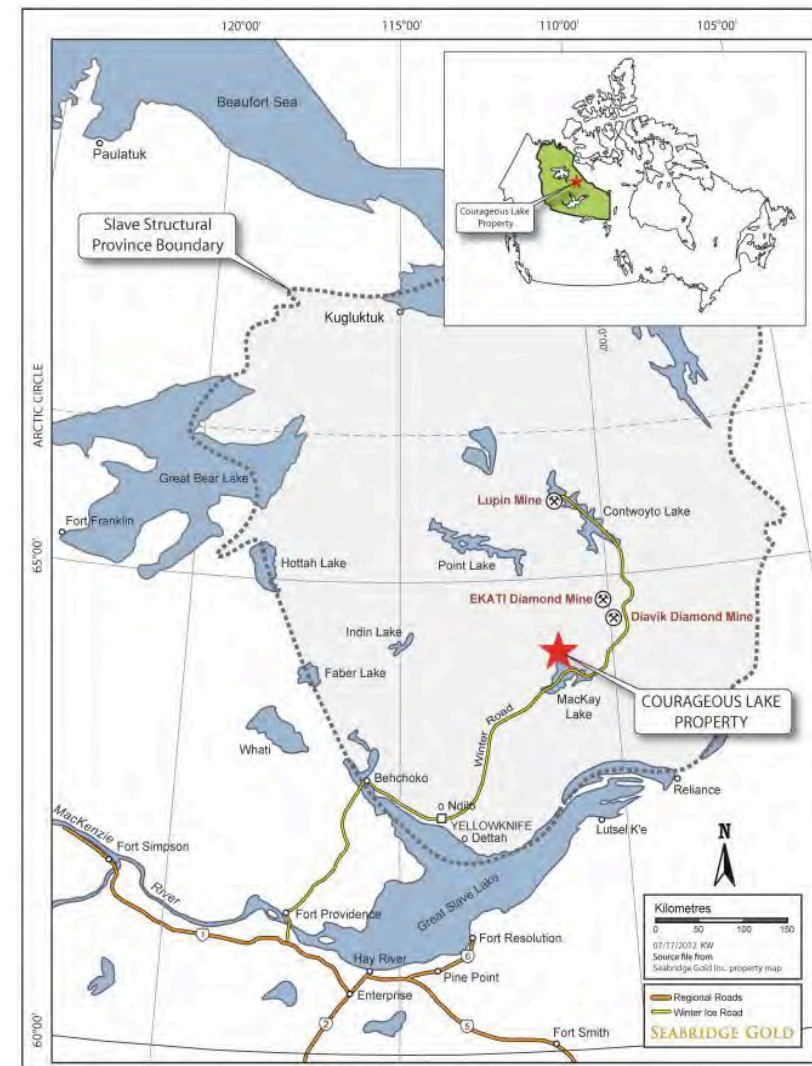 120°00'
115°00'
110°00'
105°00'
Beaufort Sea
Paulatuk
Courageous Lake
Property
Slave Structural
Province Boundary
Kugluktuk
ARCTIC CIRCLE
Great Bear Lake
Fort Franklin
65°00'
Lupin Mine
Contwoyto Lake
Hottah Lake
Point Lake
EKATI Diamond Mine
Diavik Diamond Mine
Indin Lake
Faber Lake
COURAGEOUS LAKE
PROPERTY
MacKay
Lake
Winter Road
Whati
Behchoko
Ndilo
YELLOWKNIFE
Dettah
Reliance
Lutsel K'e
MacKenzie
River
Fort Simpson
Great Slave Lake
N
Fort Providence
1
Fort Resolution
Hay River
6
Pine Point
Enterprise
2
5
Fort Smith
60°00'
Kilometres
0 50 100 150
07/17/2012 KW
Source file from
Seabridge Gold Inc. property map
Regional Roads
Winter Ice Road
SEABRIDGE GOLD